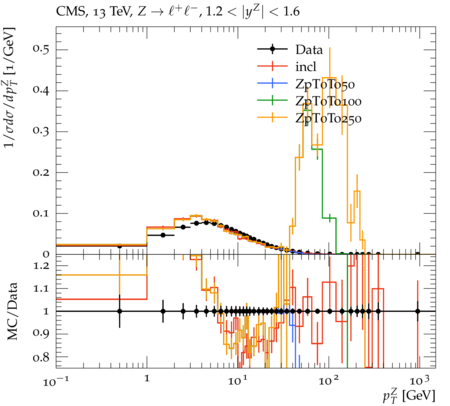 CMS, 13 TeV, Z → ℓ⁺ℓ⁻, 1.2 < |y^Z| < 1.6
1/σdσ/dp_T^Z [1/GeV]
0.5
0.4
0.3
0.2
0.1
0
Data
incl
ZpToTo50
ZpToTo100
ZpToTo250
MC/Data
1.2
1.1
1
0.9
0.8
10⁻¹ 1 10¹ 10² 10³
p_T^Z [GeV]